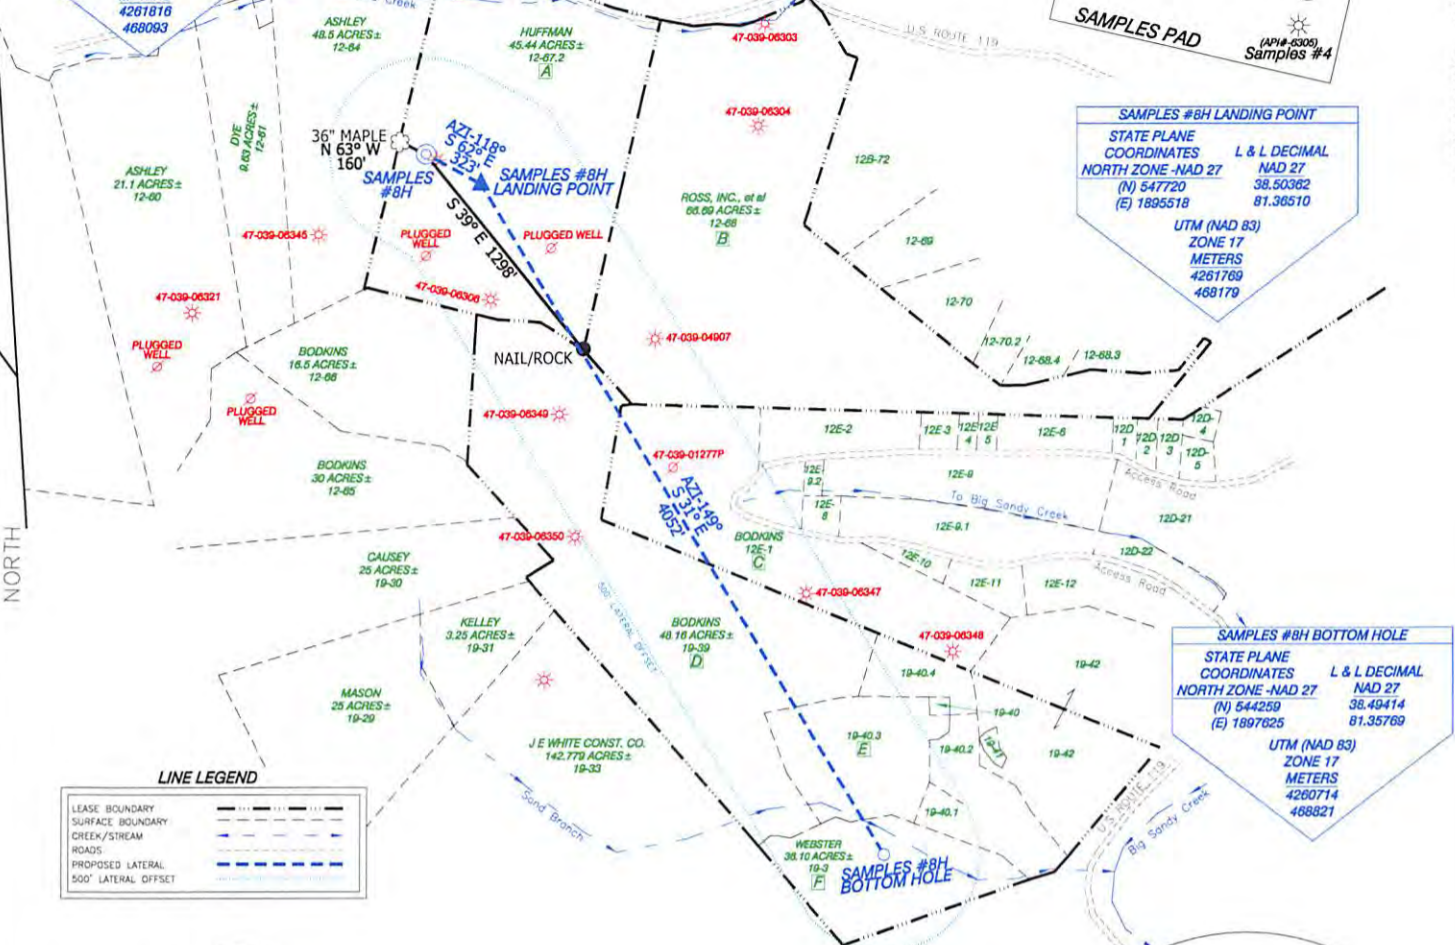 4261816
468093
Creek
ASHLEY
48.5 ACRES±
12-64
HUFFMAN
45.44 ACRES±
12-67.2
A
47-039-06303
U.S. ROUTE 119
SAMPLES PAD
(API#-6305)
Samples #4
DYE
9.63 ACRES±
12-61
ASHLEY
21.1 ACRES±
12-60
36" MAPLE
N 63° W
160'
SAMPLES
#8H
AZI-118°
S 62° E
323'
SAMPLES #8H
LANDING POINT
47-039-06304
12B-72
ROSS, INC., et al
66.69 ACRES±
12-68
B
SAMPLES #8H LANDING POINT
STATE PLANE
COORDINATES
NORTH ZONE -NAD 27
(N) 547720
(E) 1895518
L & L DECIMAL
NAD 27
38.50362
81.36510
UTM (NAD 83)
ZONE 17
METERS
4261769
468179
47-039-06345
PLUGGED
WELL
S 39° E 1298'
PLUGGED WELL
12-69
47-039-06321
47-039-06306
12-70
PLUGGED
WELL
BODKINS
16.5 ACRES±
12-66
NAIL/ROCK
47-039-04907
12-70.2
12-68.4
12-68.3
PLUGGED
WELL
47-039-06349
12E-2
12E-3
12E
4
12E
5
12E-6
12D
1
12D
2
12D
3
12D-
4
12D-
5
47-039-01277P
BODKINS
30 ACRES±
12-65
12E-
9.2
12E-9
Access Road
AZI-149°
S 31° E
4052'
To Big Sandy Creek
12E-
8
12E-9.1
12D-21
NORTH
47-039-06350
BODKINS
12E-1
C
12E-10
12D-22
CAUSEY
25 ACRES±
19-30
12E-11
12E-12
Access Road
500' LATERAL OFFSET
47-039-06347
KELLEY
3.25 ACRES±
19-31
BODKINS
48.16 ACRES±
19-39
D
47-039-06348
19-42
19-40.4
SAMPLES #8H BOTTOM HOLE
STATE PLANE
COORDINATES
NORTH ZONE -NAD 27
(N) 544259
(E) 1897625
L & L DECIMAL
NAD 27
38.49414
81.35769
UTM (NAD 83)
ZONE 17
METERS
4260714
468821
MASON
25 ACRES±
19-29
19-40
J E WHITE CONST. CO.
142.779 ACRES±
19-33
19-40.3
E
19-40.2
19-41
19-42
U.S. ROUTE 119
Big Sandy Creek
Sand Branch
19-40.1
WEBSTER
38.10 ACRES±
19-3
F
SAMPLES #8H
BOTTOM HOLE
LINE LEGEND
LEASE BOUNDARY
SURFACE BOUNDARY
CREEK/STREAM
ROADS
PROPOSED LATERAL
500' LATERAL OFFSET